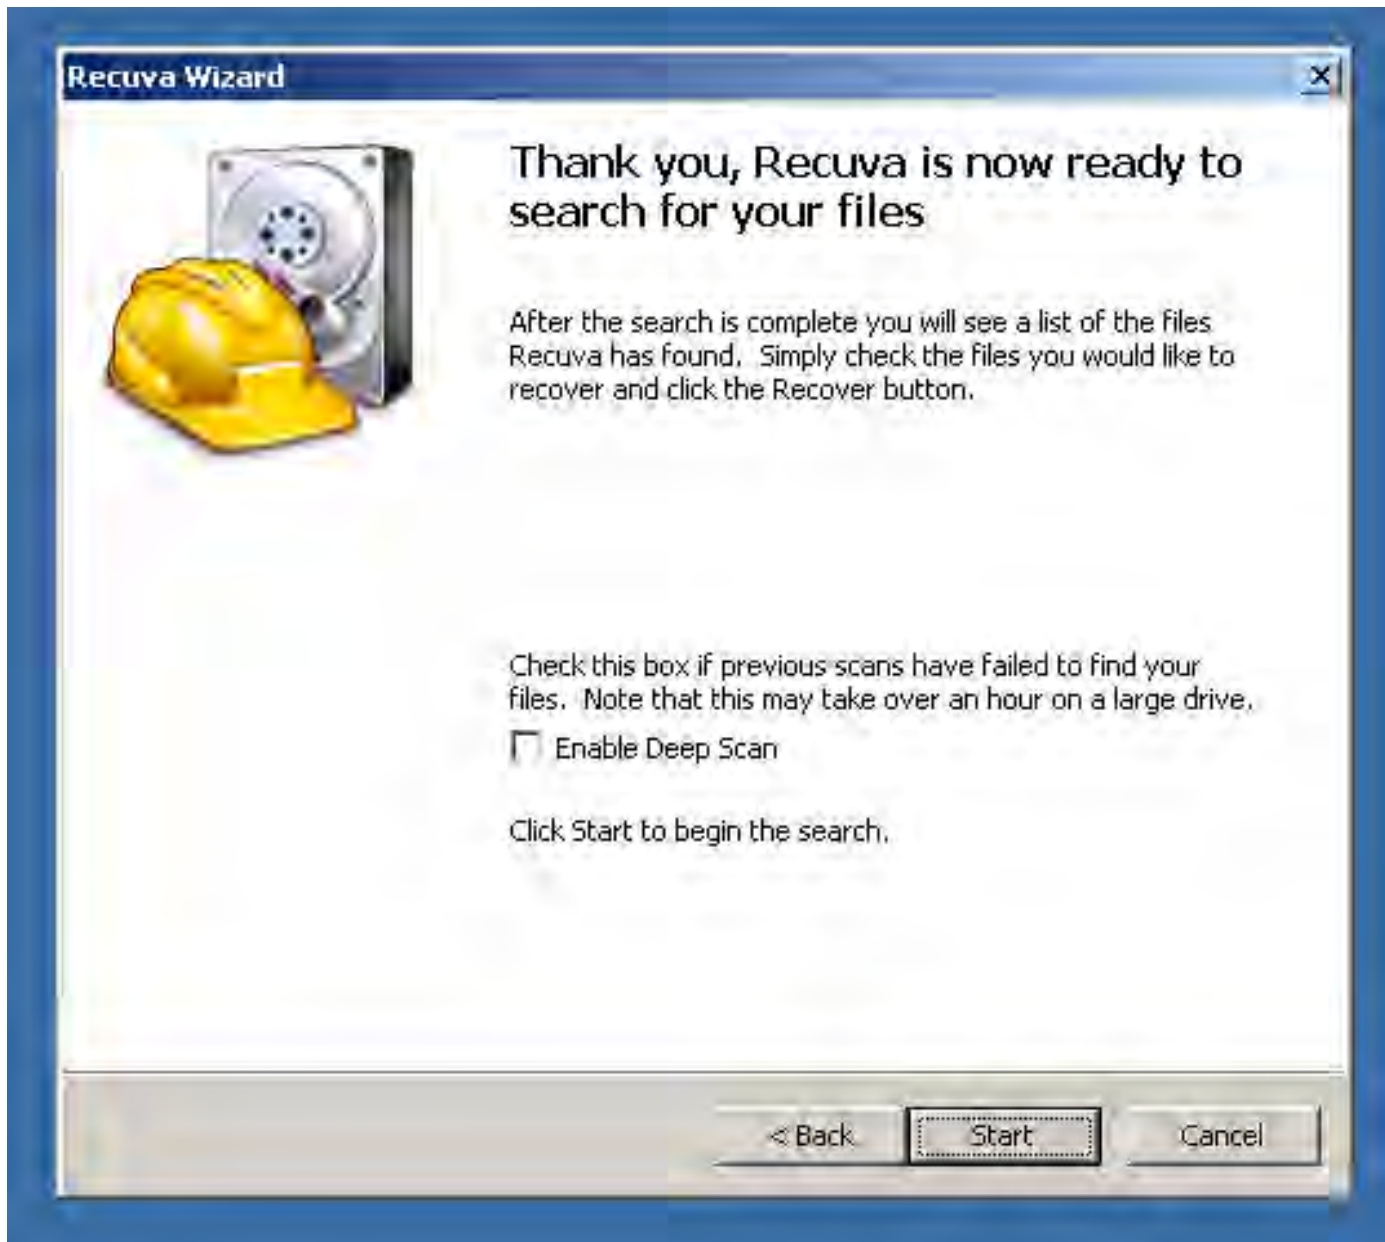 Recuva Wizard
Thank you, Recuva is now ready to
search for your files
After the search is complete you will see a list of the files
Recuva has found.  Simply check the files you would like to
recover and click the Recover button.
Check this box if previous scans have failed to find your
files.  Note that this may take over an hour on a large drive.
Enable Deep Scan
Click Start to begin the search.
< Back
Start
Cancel